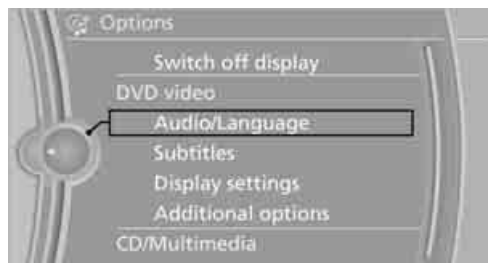 Options
Switch off display
DVD video
Audio/Language
Subtitles
Display settings
Additional options
CD/Multimedia